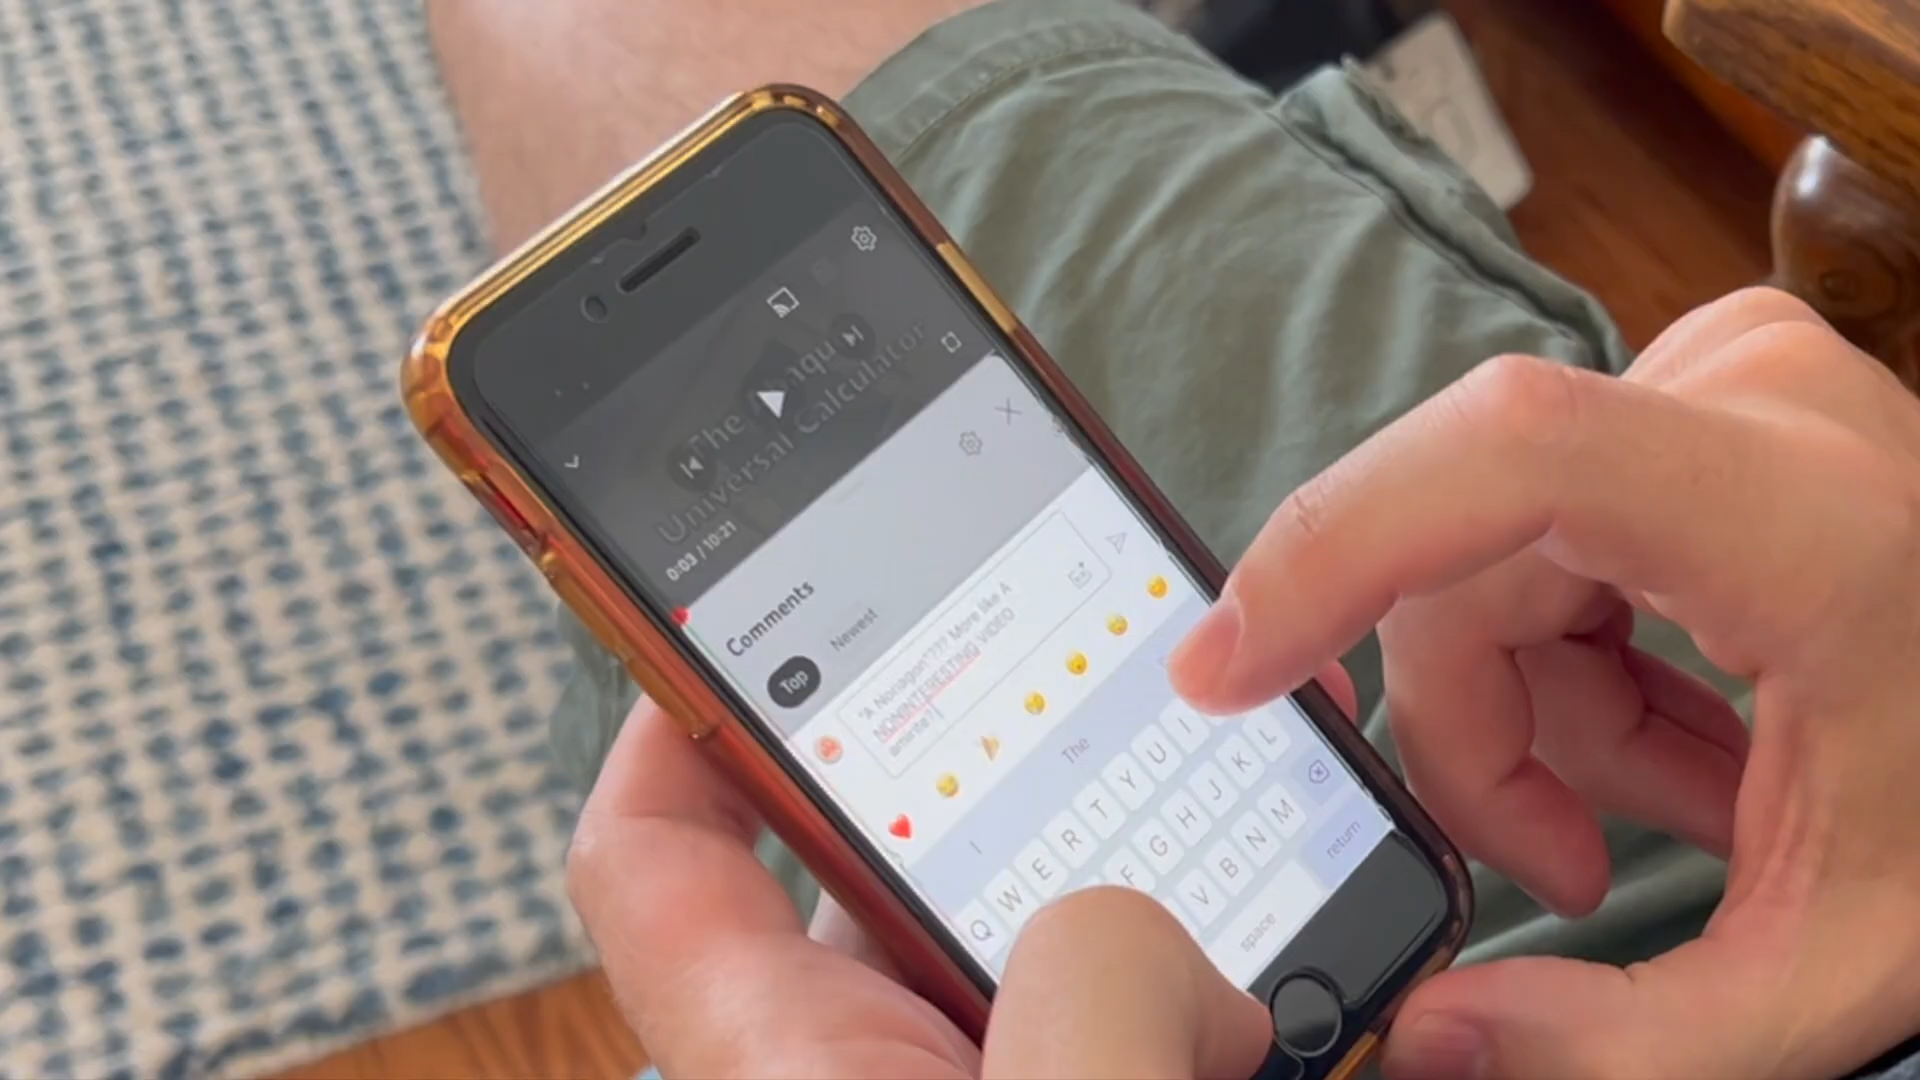 The
Universal Calculator
0:03 / 10:21
Comments
Top
Newest
"A Nonagon"??? More like A
NONINTERESTING VIDEO
amirite?
I
The
Q W E R T Y U I
F G H J K L
V B N M
space
return